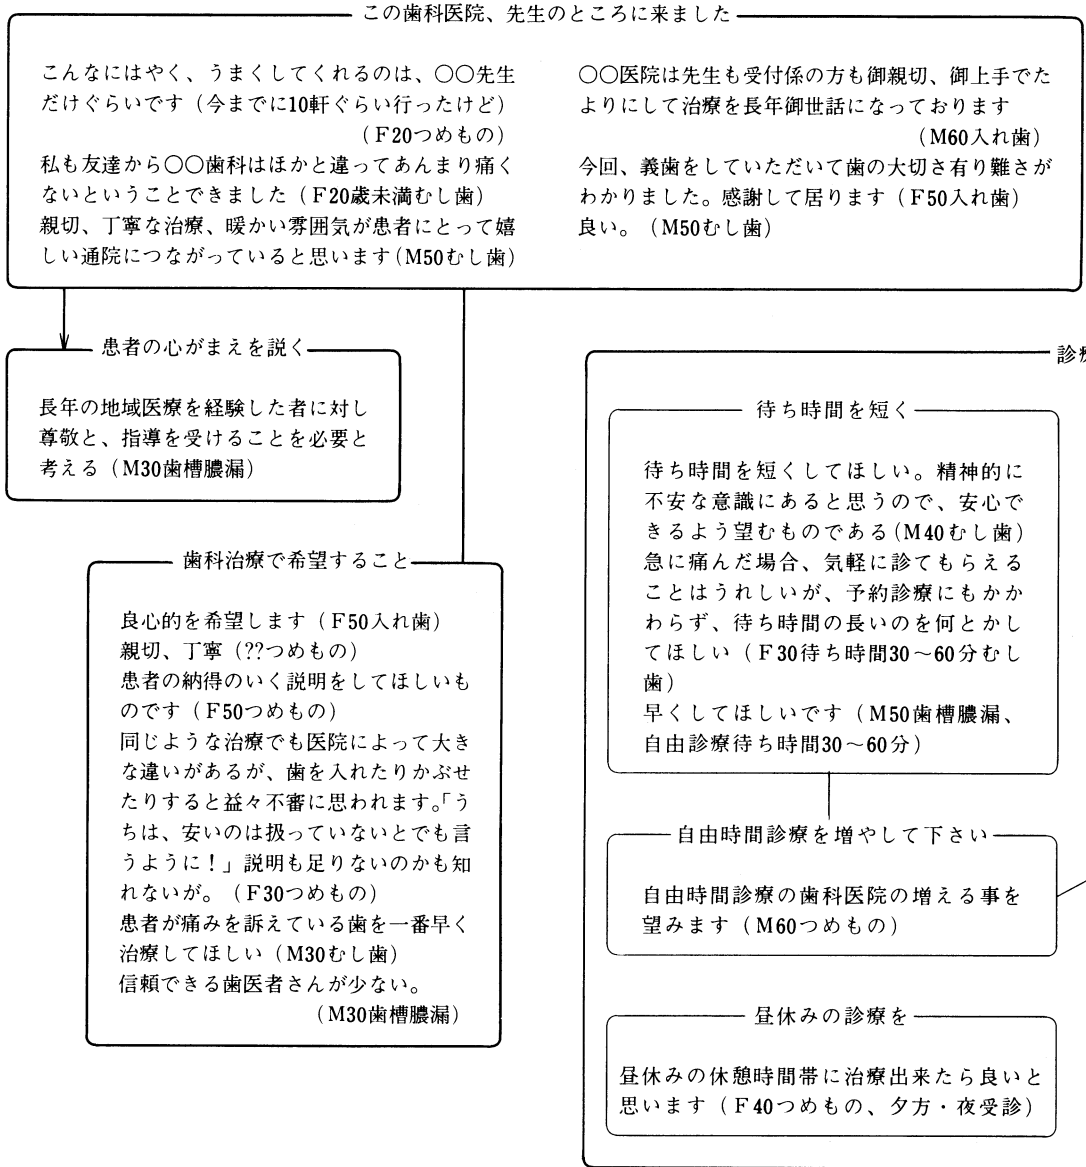 この歯科医院、先生のところに来ました
こんなにはやく、うまくしてくれるのは、〇〇先生
だけぐらいです（今までに10軒ぐらい行ったけど）
（F20つめもの）
私も友達から〇〇歯科はほかと違ってあんまり痛く
ないということできました（F20歳未満むし歯）
親切、丁寧な治療、暖かい雰囲気が患者にとって嬉
しい通院につながっていると思います（M50むし歯）
〇〇医院は先生も受付係の方も御親切、御上手でた
よりにして治療を長年御世話になっております
（M60入れ歯）
今回、義歯をしていただいて歯の大切さ有り難さが
わかりました。感謝して居ります（F50入れ歯）
良い。（M50むし歯）
患者の心がまえを説く
長年の地域医療を経験した者に対し
尊敬と、指導を受けることを必要と
考える（M30歯槽膿漏）
歯科治療で希望すること
良心的を希望します（F50入れ歯）
親切、丁寧（??つめもの）
患者の納得のいく説明をしてほしいも
のです（F50つめもの）
同じような治療でも医院によって大き
な違いがあるが、歯を入れたりかぶせ
たりすると益々不審に思われます。「う
ちは、安いのは扱っていないとでも言
うように！」説明も足りないのかも知
れないが。（F30つめもの）
患者が痛みを訴えている歯を一番早く
治療してほしい（M30むし歯）
信頼できる歯医者さんが少ない。
（M30歯槽膿漏）
診
待ち時間を短く
待ち時間を短くしてほしい。精神的に
不安な意識にあると思うので、安心で
きるよう望むものである（M40むし歯）
急に痛んだ場合、気軽に診てもらえる
ことはうれしいが、予約診療にもかか
わらず、待ち時間の長いのを何とかし
てほしい（F30待ち時間30〜60分むし
歯）
早くしてほしいです（M50歯槽膿漏、
自由診療待ち時間30〜60分）
自由時間診療を増やして下さい
自由時間診療の歯科医院の増える事を
望みます（M60つめもの）
昼休みの診療を
昼休みの休憩時間帯に治療出来たら良いと
思います（F40つめもの、夕方・夜受診）